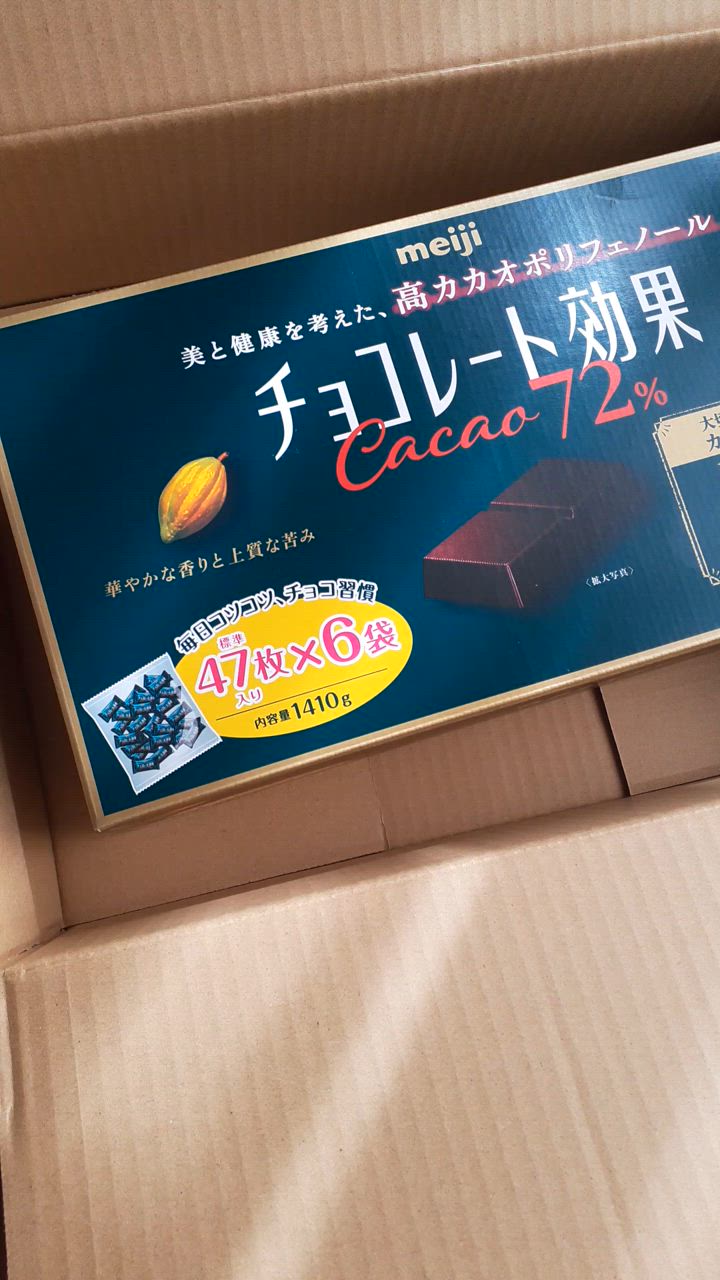 meiji
美と健康を考えた、高カカオポリフェノール
チョコレート効果
Cacao 72%
華やかな香りと上質な苦み
〈拡大写真〉
毎日コツコツ、チョコ習慣
標準
47枚×6袋
入り
内容量1410g